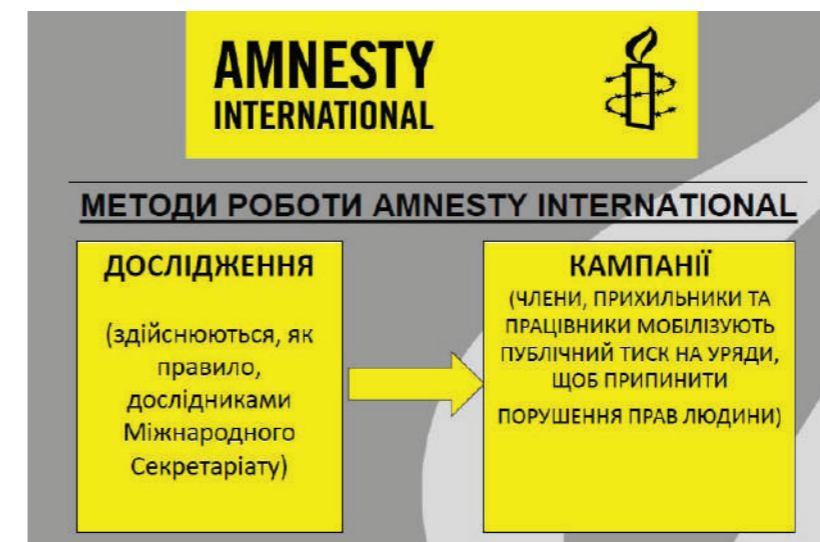 AMNESTY
INTERNATIONAL
МЕТОДИ РОБОТИ AMNESTY INTERNATIONAL
ДОСЛІДЖЕННЯ
(здійснюються, як
правило,
дослідниками
Міжнародного
Секретаріату)
КАМПАНІЇ
(ЧЛЕНИ, ПРИХИЛЬНИКИ ТА
ПРАЦІВНИКИ МОБІЛІЗУЮТЬ
ПУБЛІЧНИЙ ТИСК НА УРЯДИ,
ЩОБ ПРИПИНИТИ
ПОРУШЕННЯ ПРАВ ЛЮДИНИ)